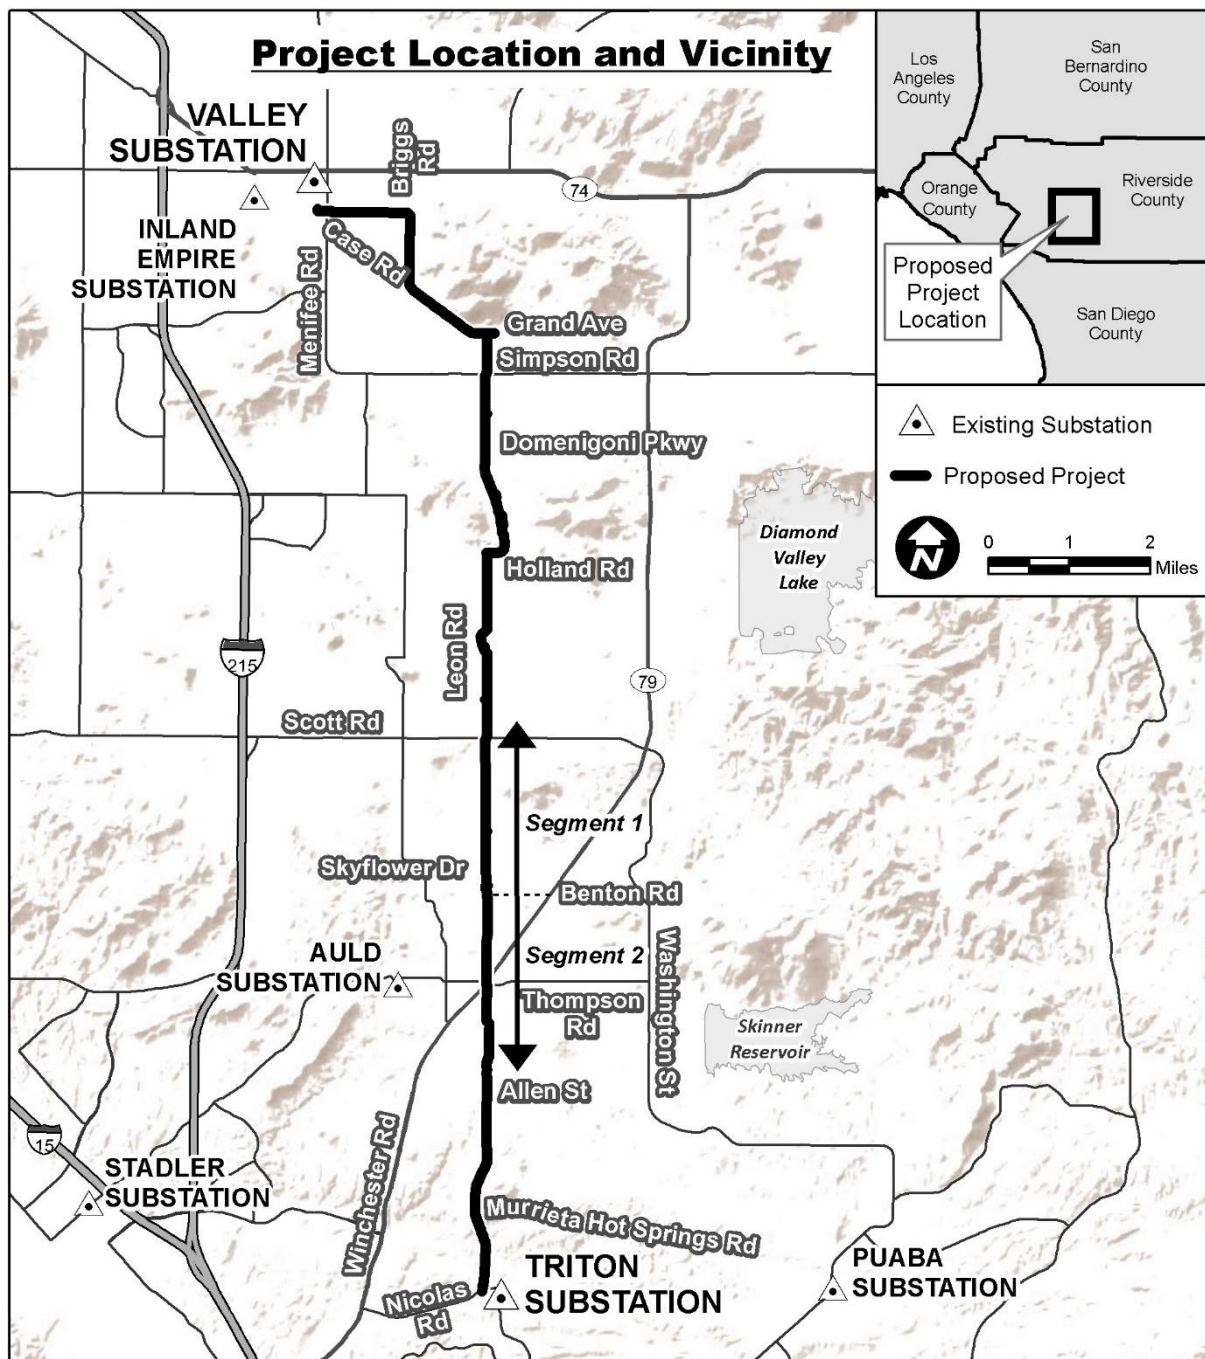 Project Location and Vicinity
VALLEY
SUBSTATION
Briggs
Rd
74
INLAND
EMPIRE
SUBSTATION
Menifee Rd
Case Rd
Grand Ave
Simpson Rd
Domenigoni Pkwy
Diamond
Valley
Lake
Holland Rd
Leon Rd
215
79
Scott Rd
Segment 1
Skyflower Dr
Benton Rd
AULD
SUBSTATION
Segment 2
Thompson
Rd
Washington St
Skinner
Reservoir
Allen St
15
STADLER
SUBSTATION
Winchester Rd
Murrieta Hot Springs Rd
TRITON
SUBSTATION
Nicolas
Rd
PUABA
SUBSTATION
Los
Angeles
County
San
Bernardino
County
Orange
County
Riverside
County
Proposed
Project
Location
San Diego
County
Existing Substation
Proposed Project
N
0 1 2
Miles